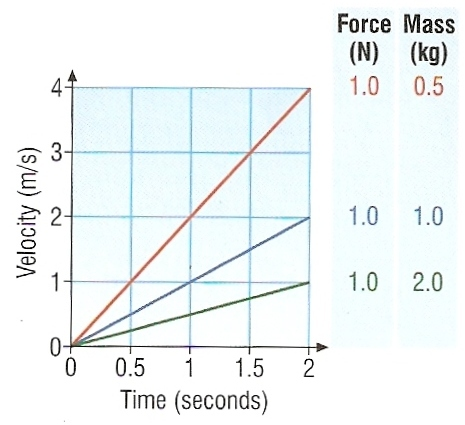 Force Mass
(N) (kg)
4 1.0 0.5
3
2 1.0 1.0
1 1.0 2.0
0
0 0.5 1 1.5 2
Velocity (m/s)
Time (seconds)